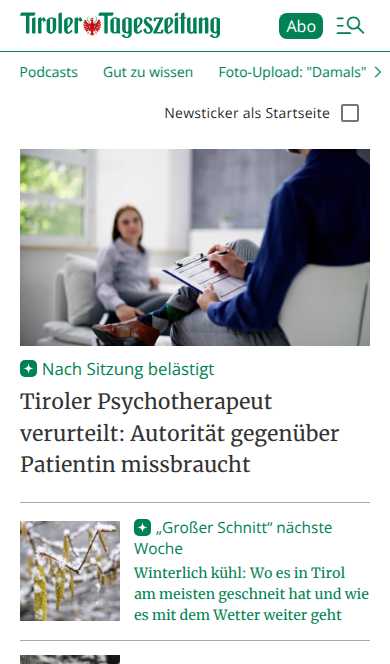 Tiroler Tageszeitung
Abo
Podcasts Gut zu wissen Foto-Upload: "Damals"
Newsticker als Startseite
Nach Sitzung belästigt
Tiroler Psychotherapeut
verurteilt: Autorität gegenüber
Patientin missbraucht
„Großer Schnitt“ nächste
Woche
Winterlich kühl: Wo es in Tirol
am meisten geschneit hat und wie
es mit dem Wetter weiter geht